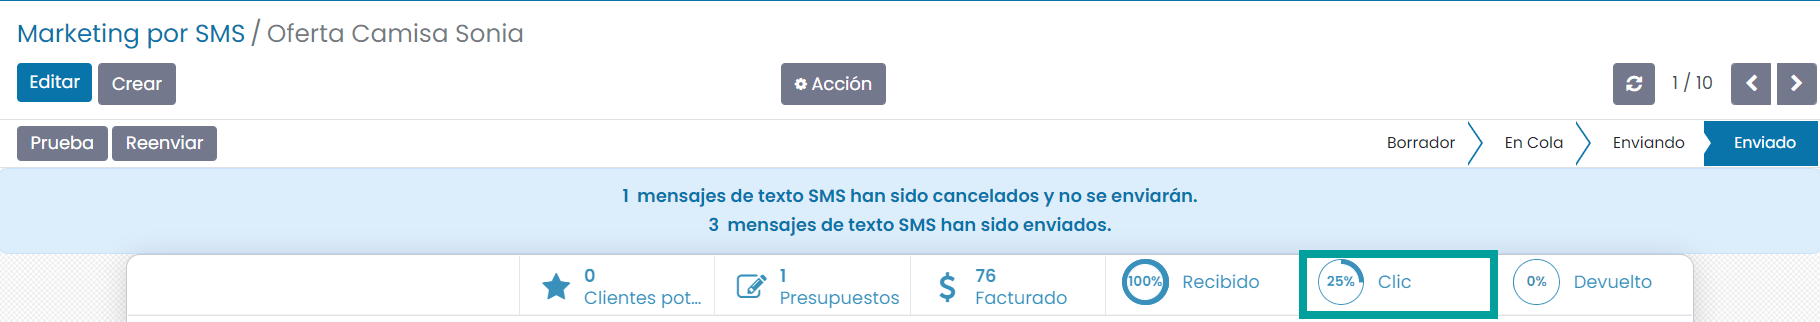 Marketing por SMS / Oferta Camisa Sonia
Editar Crear Acción 1 / 10
Prueba Reenviar Borrador En Cola Enviando Enviado
1 mensajes de texto SMS han sido cancelados y no se enviarán.
3 mensajes de texto SMS han sido enviados.
0 Clientes pot...
1 Presupuestos
76 Facturado
100% Recibido
25% Clic
0% Devuelto